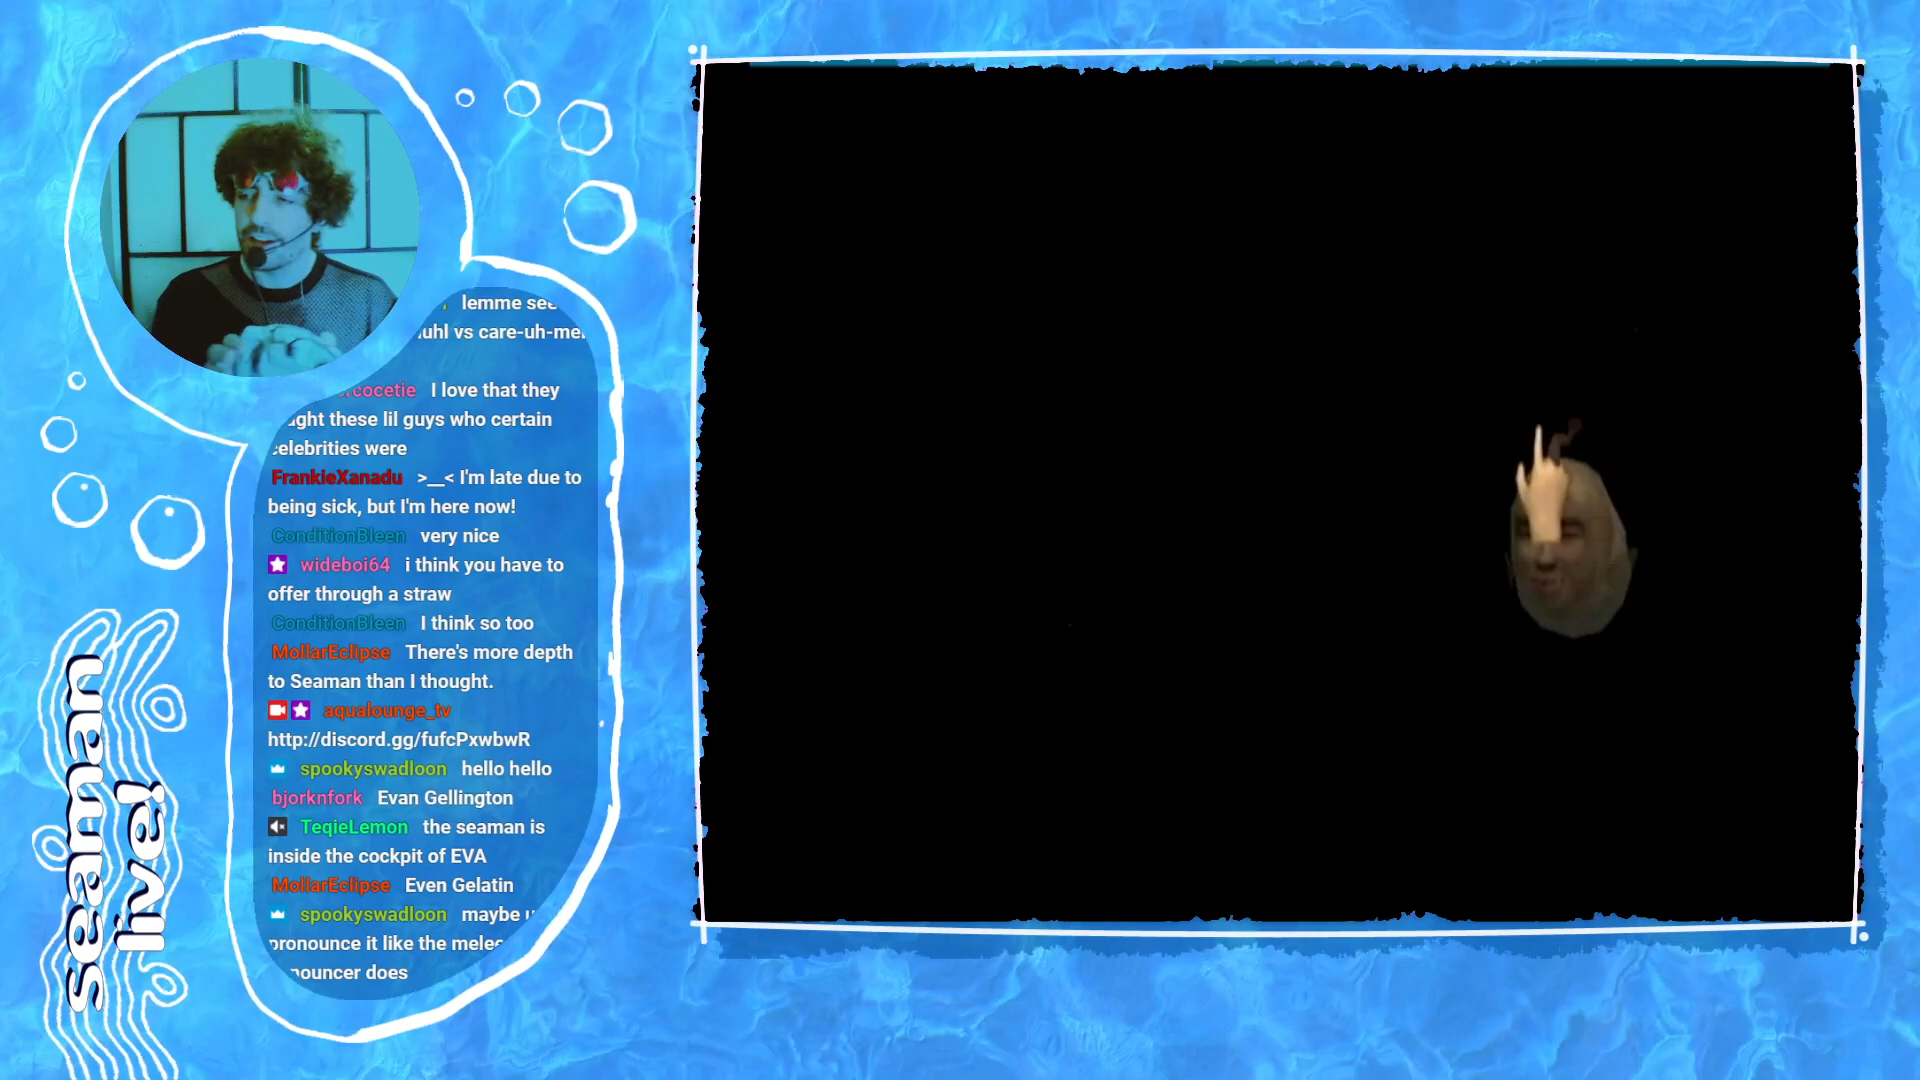 lemme see
uhl vs care-uh-mel
cocetie I love that they
ught these lil guys who certain
celebrities were
FrankieXanadu >__< I'm late due to
being sick, but I'm here now!
ConditionBleen very nice
wideboi64 i think you have to
offer through a straw
ConditionBleen I think so too
MollarEclipse There's more depth
to Seaman than I thought.
aqualounge_tv
http://discord.gg/fufcPxwbwR
spookyswadloon hello hello
bjorknfork Evan Gellington
TeqieLemon the seaman is
inside the cockpit of EVA
MollarEclipse Even Gelatin
spookyswadloon maybe u
pronounce it like the melee
nouncer does
seaman
live!